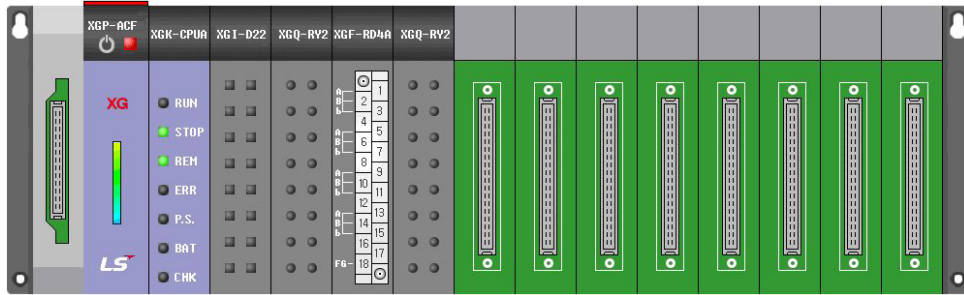 XGP-ACF
XGK-CPUA
XGI-D22
XGQ-RY2
XGF-RD4A
XGQ-RY2
XG
LS
RUN
STOP
REM
ERR
P.S.
BAT
CHK
A
B
b
A
B
b
A
B
b
A
B
b
FG-
1
2
3
4
5
6
7
8
9
10
11
12
13
14
15
16
17
18